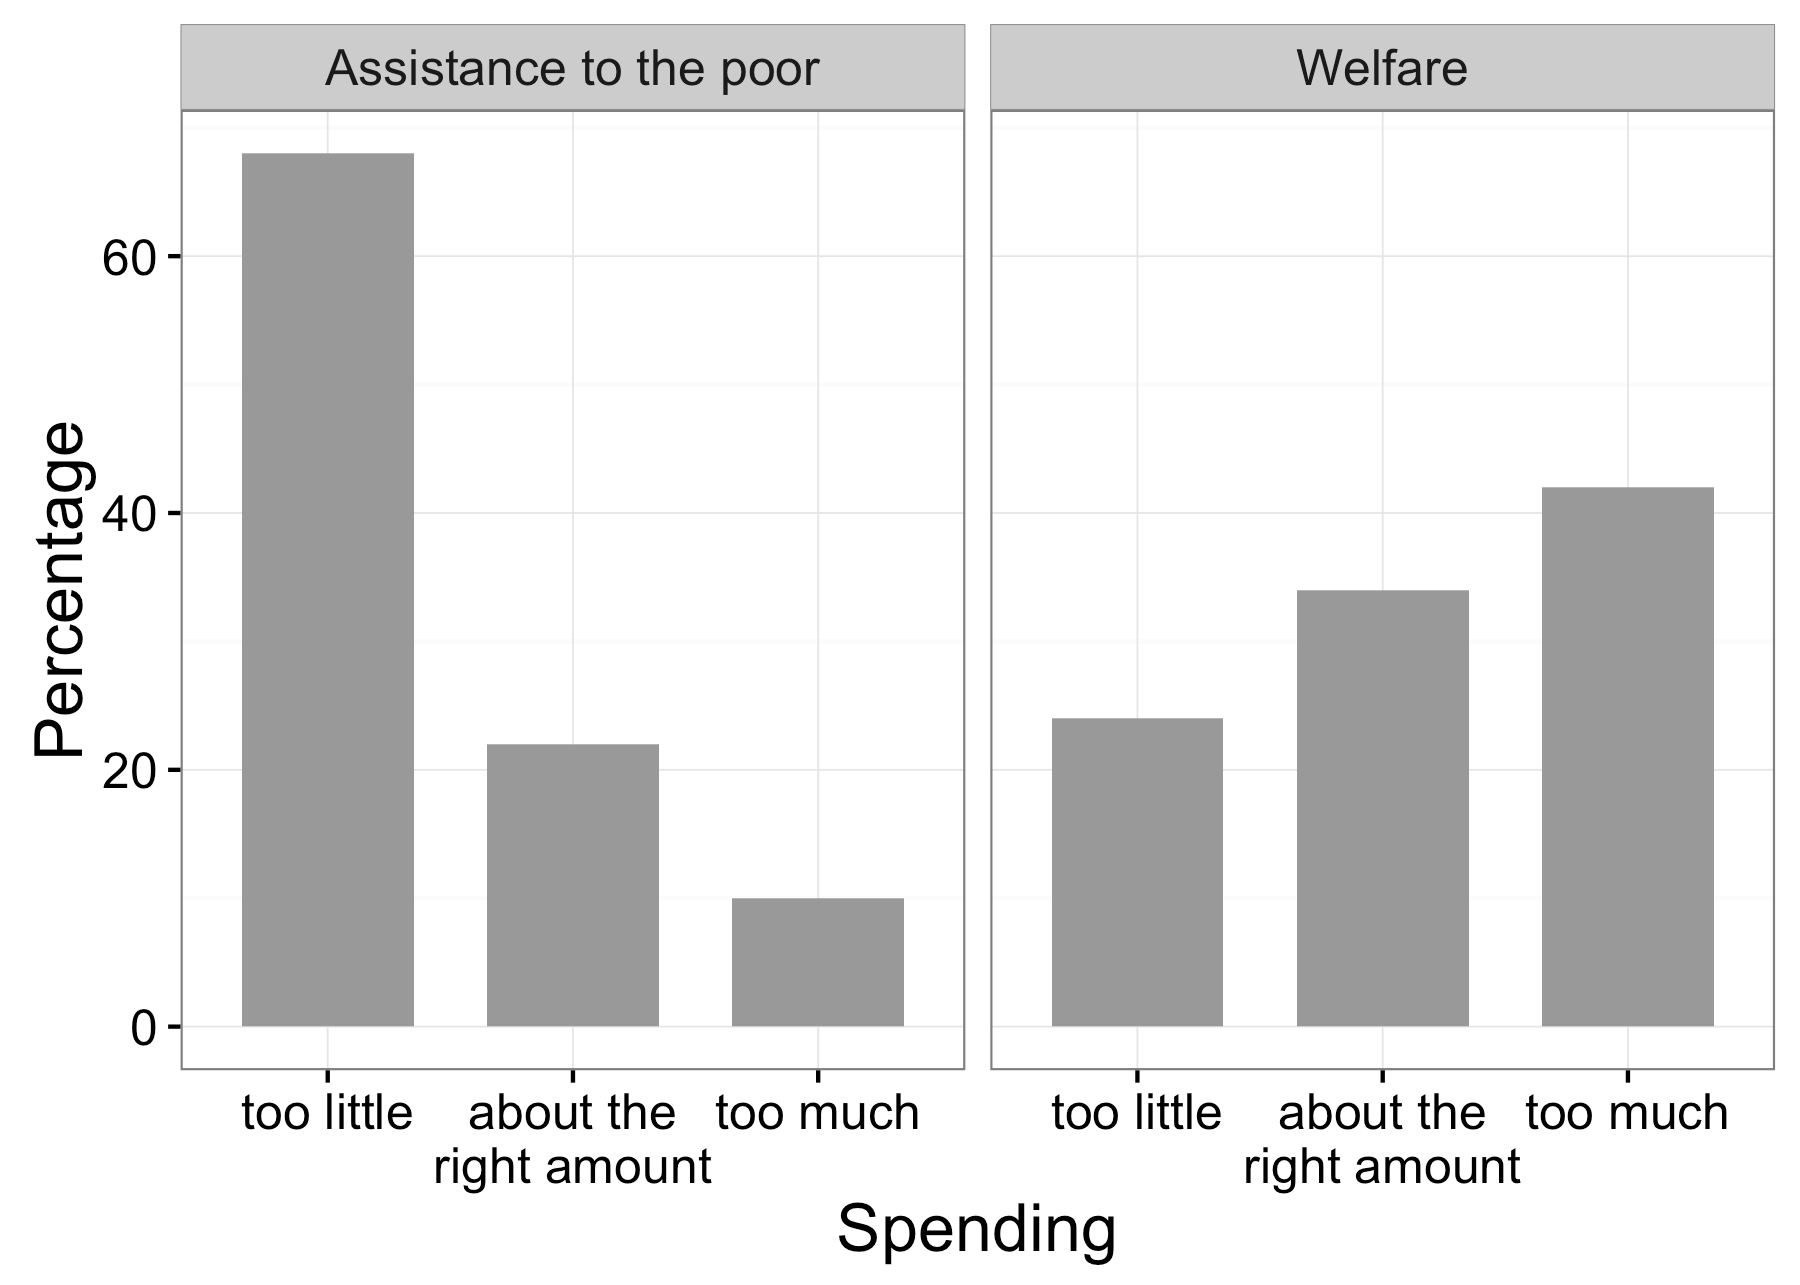 Assistance to the poor
Welfare
Percentage
60
40
20
0
too little
about the
right amount
too much
too little
about the
right amount
too much
Spending